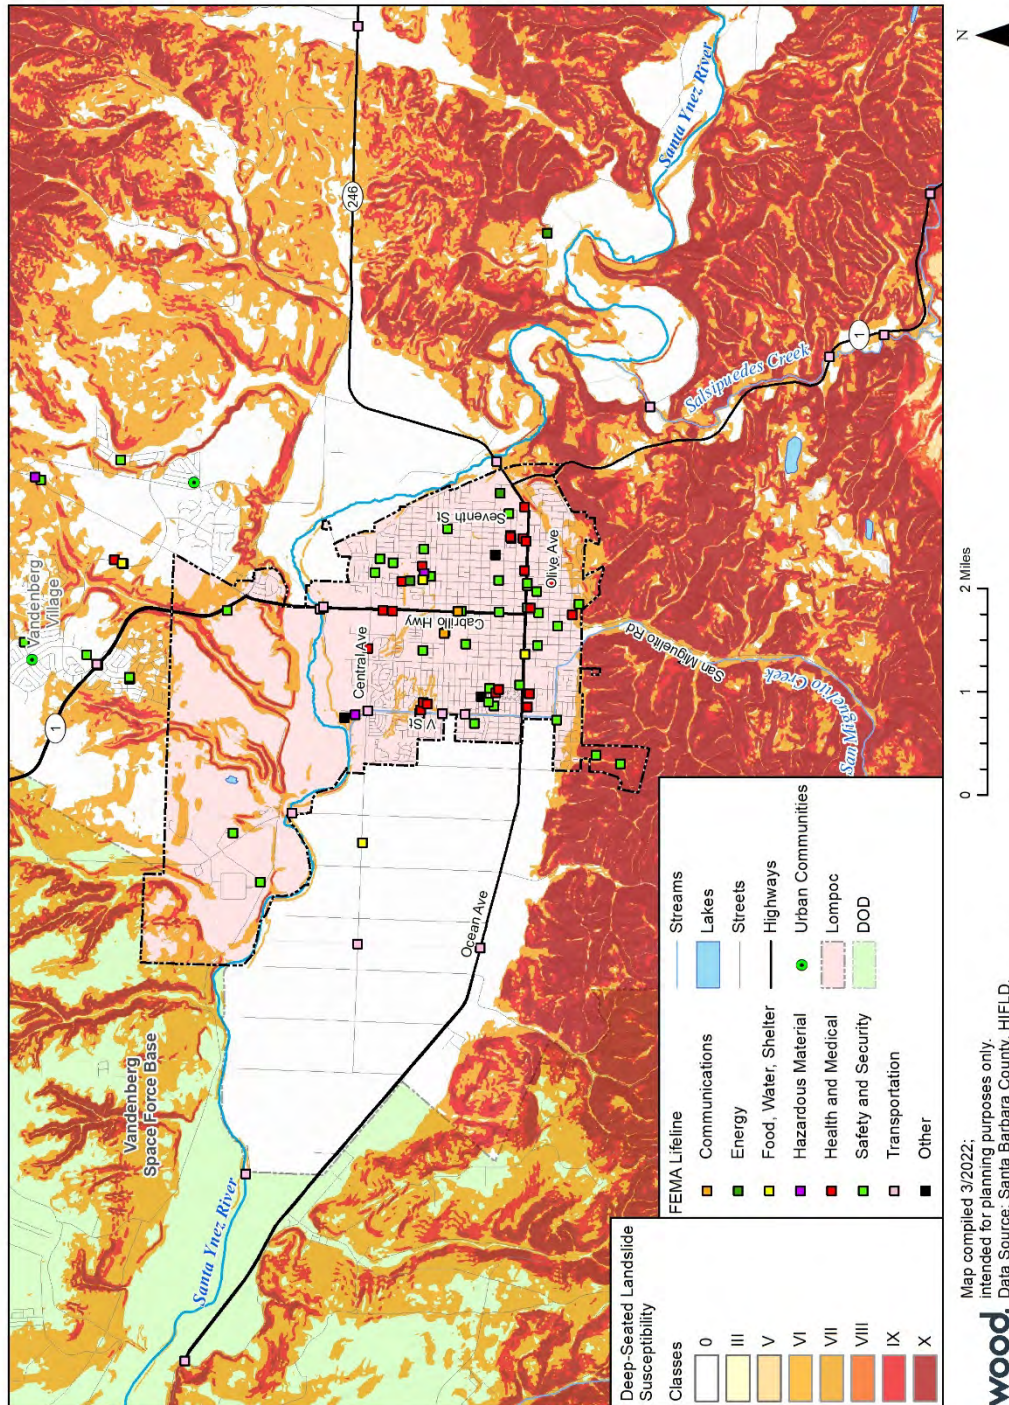 Vandenberg
Space Force Base
Santa Ynez River
Vandenberg
Village
1
246
Santa Ynez River
Central Ave
V St
Cabrillo Hwy
Seventh St
Olive Ave
Ocean Ave
San Miguelito Rd
San Miguelito Creek
Salsipuedes Creek
1
N
Deep-Seated Landslide
Susceptibility
Classes
0
III
V
VI
VII
VIII
IX
X
FEMA Lifeline
Communications
Energy
Food, Water, Shelter
Hazardous Material
Health and Medical
Safety and Security
Transportation
Other
Streams
Lakes
Streets
Highways
Urban Communities
Lompoc
DOD
wood.
Map compiled 3/2022;
intended for planning purposes only.
Data Source: Santa Barbara County, HIFLD.
0 1 2 Miles